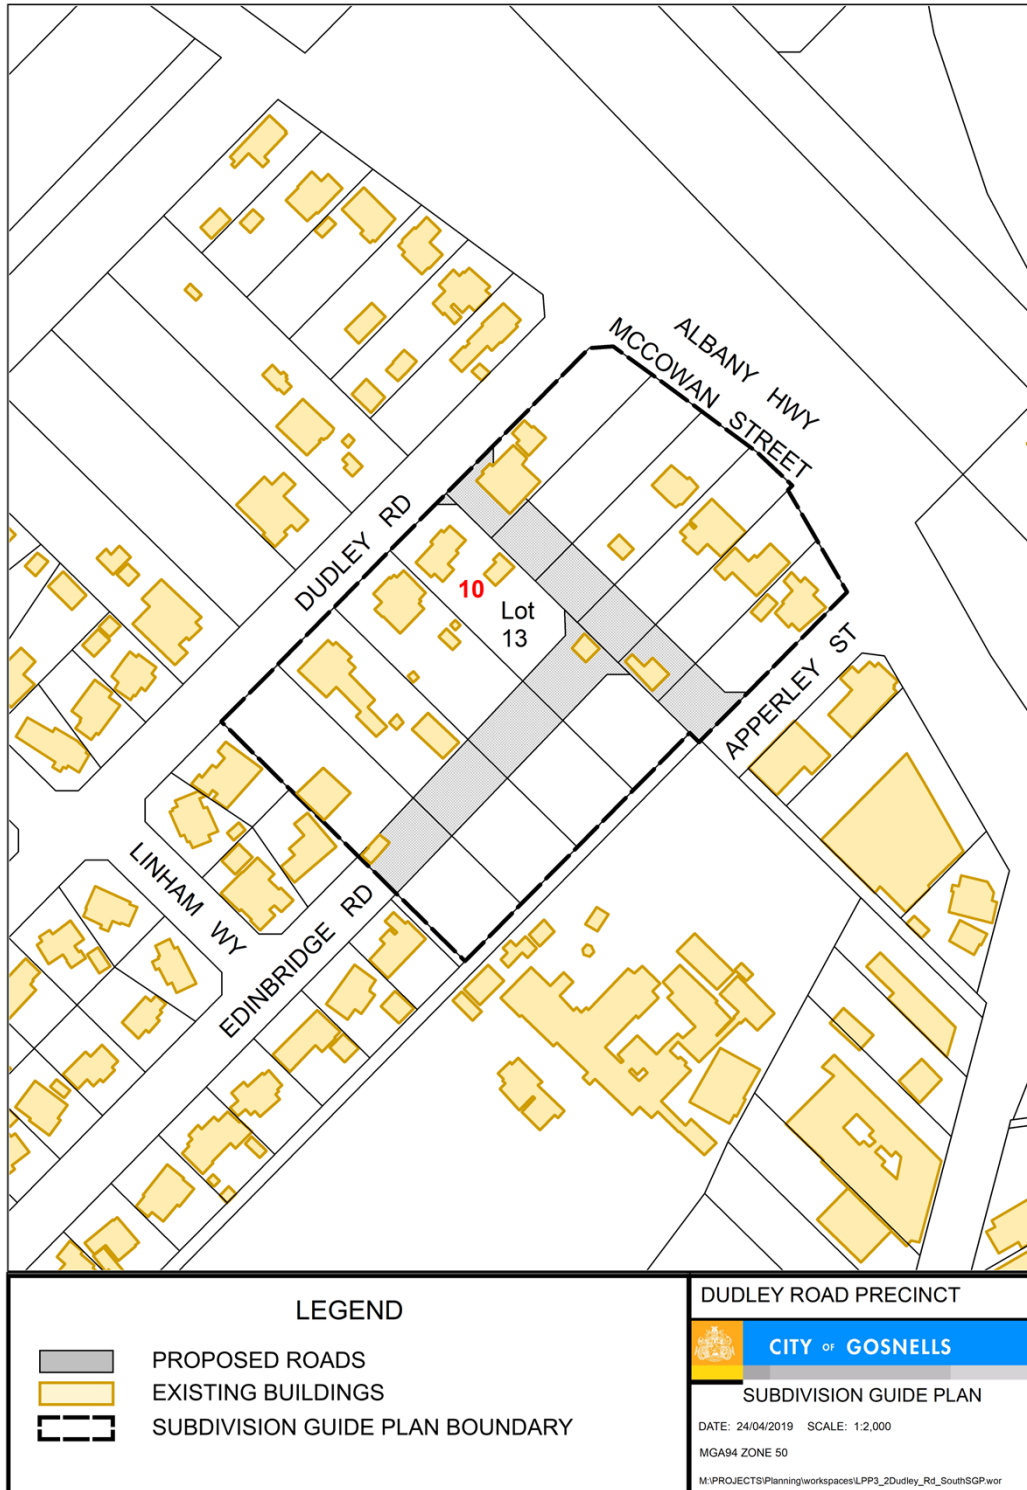 ALBANY HWY
MCCOWAN STREET
DUDLEY RD
10
Lot
13
APPERLEY ST
LINHAM WY
EDINBRIDGE RD
LEGEND
PROPOSED ROADS
EXISTING BUILDINGS
SUBDIVISION GUIDE PLAN BOUNDARY
DUDLEY ROAD PRECINCT
CITY OF GOSNELLS
SUBDIVISION GUIDE PLAN
DATE: 24/04/2019 SCALE: 1:2,000
MGA94 ZONE 50
M:\PROJECTS\Planning\workspaces\LPP3_2Dudley_Rd_SouthSGP.wor